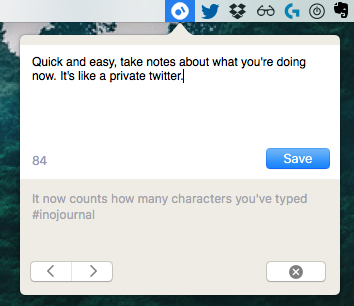 Quick and easy, take notes about what you're doing
now. It's like a private twitter.
84
Save
It now counts how many characters you've typed
#inojournal